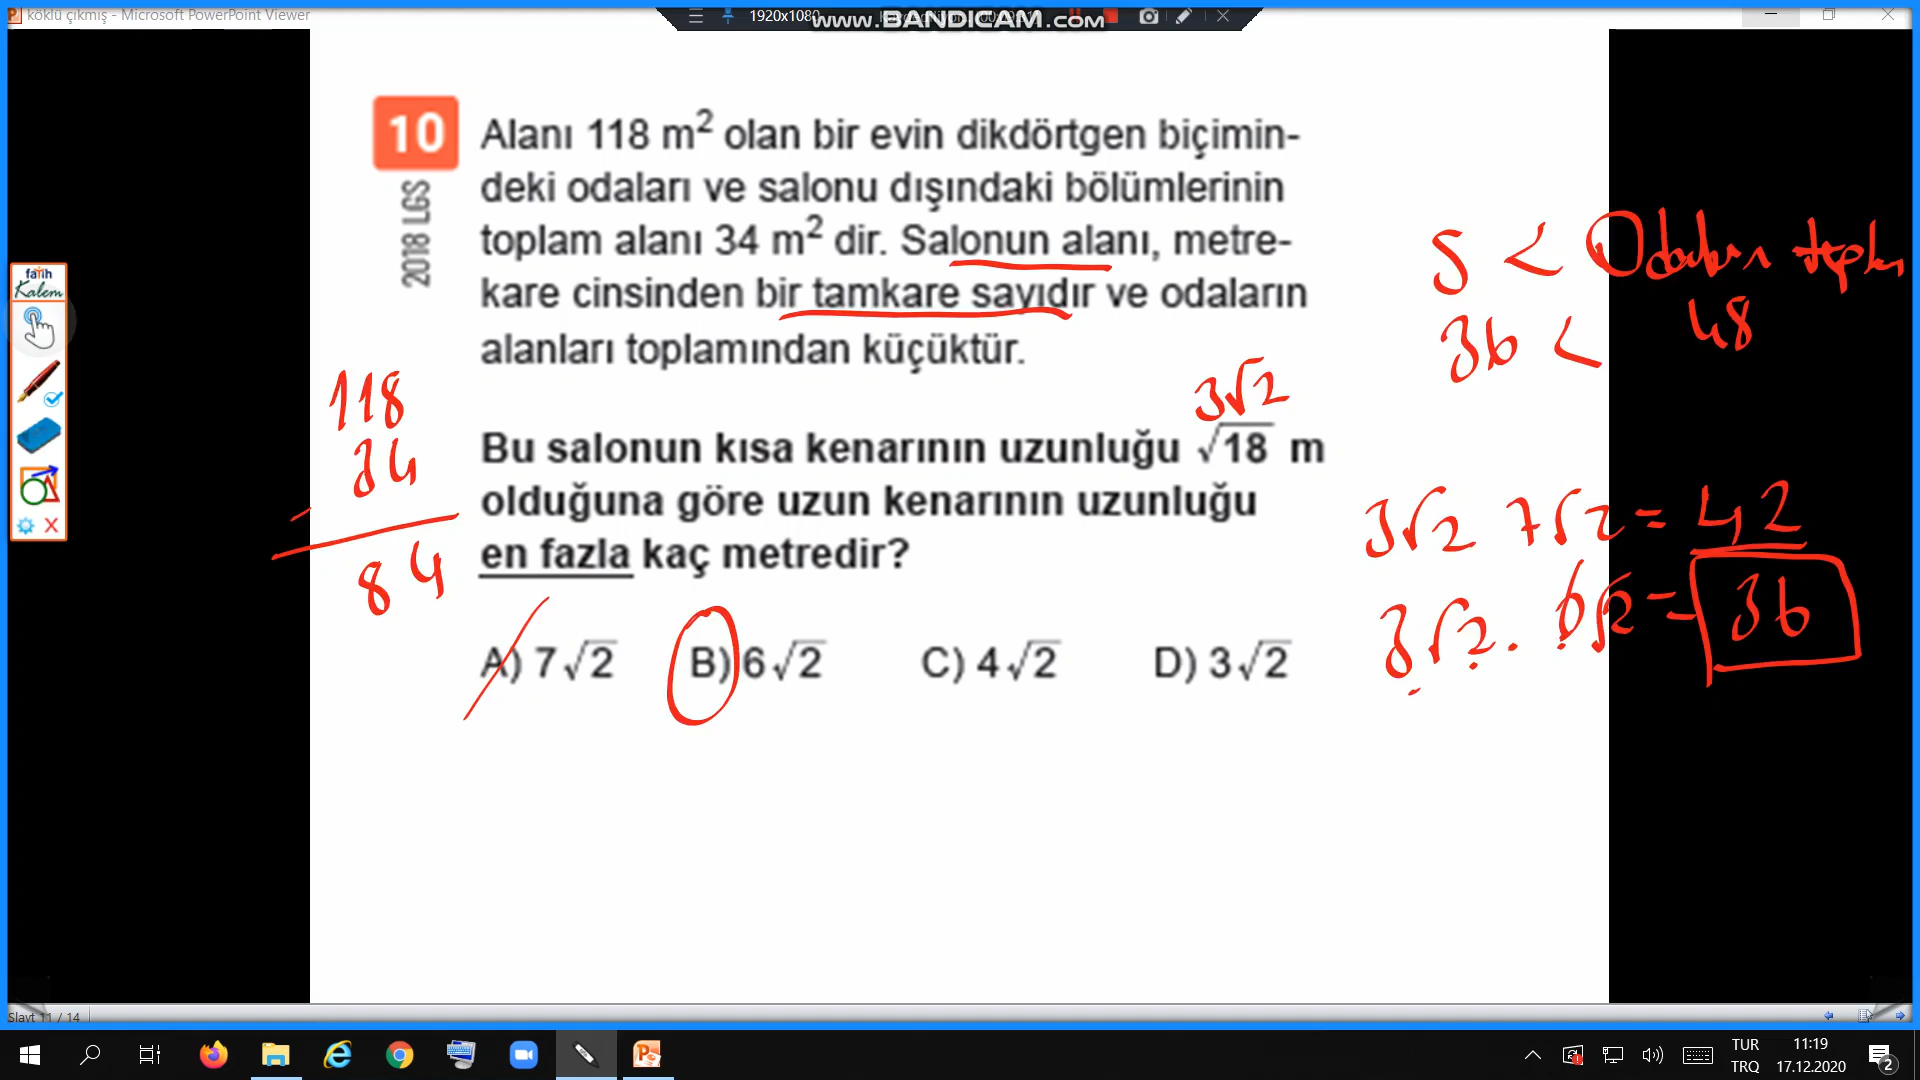 köklü çıkmış - Microsoft PowerPoint Viewer
1920x1080
www.BANDICAM.com
10
2018 LGS
Alanı 118 m² olan bir evin dikdörtgen biçimin-
deki odaları ve salonu dışındaki bölümlerinin
toplam alanı 34 m² dir. Salonun alanı, metre-
kare cinsinden bir tamkare sayıdır ve odaların
alanları toplamından küçüktür.
Bu salonun kısa kenarının uzunluğu √18 m
olduğuna göre uzun kenarının uzunluğu
en fazla kaç metredir?
A) 7√2 B) 6√2 C) 4√2 D) 3√2
3√2
118
34
-
84
S <
48
36 <
3√2 7√2 = 42
3√2 . 6√2 = 36
fatih
Kalem
Slayt 11 / 14
TUR
TRQ
11:19
17.12.2020
2